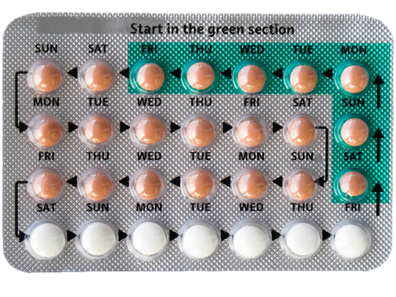 Start in the green section
SUN SAT FRI THU WED TUE MON
MON TUE WED THU FRI SAT SUN
FRI THU WED TUE MON SUN SAT
SAT SUN MON TUE WED THU FRI